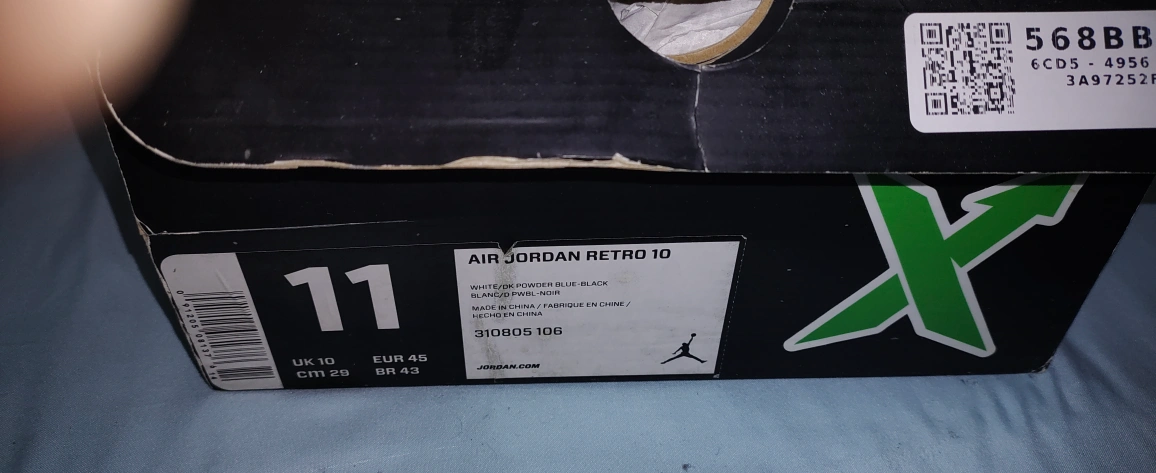 568BB
6CD5 - 4956
3A97252F
11
UK 10
EUR 45
cm 29
BR 43
AIR JORDAN RETRO 10
WHITE/DK POWDER BLUE-BLACK
BLANC/D PWBL-NOIR
MADE IN CHINA / FABRIQUE EN CHINE /
HECHO EN CHINA
310805 106
JORDAN.COM
X